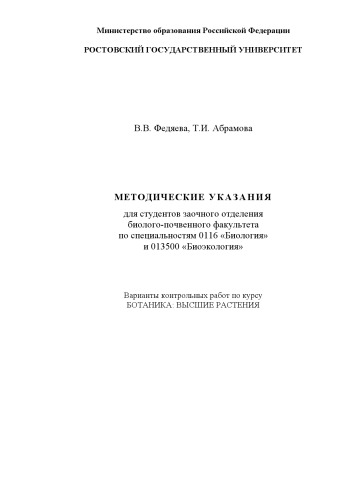 Министерство образования Российской Федерации
РОСТОВСКИЙ ГОСУДАРСТВЕННЫЙ УНИВЕРСИТЕТ
В.В. Федяева, Т.И. Абрамова
МЕТОДИЧЕСКИЕ УКАЗАНИЯ
для студентов заочного отделения
биолого-почвенного факультета
по специальностям 0116 «Биология»
и 013500 «Биоэкология»
Варианты контрольных работ по курсу
БОТАНИКА: ВЫСШИЕ РАСТЕНИЯ